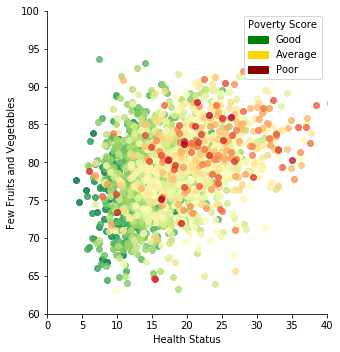 100
95
90
85
80
75
70
65
60
0 5 10 15 20 25 30 35 40
Few Fruits and Vegetables
Health Status
Poverty Score
Good
Average
Poor